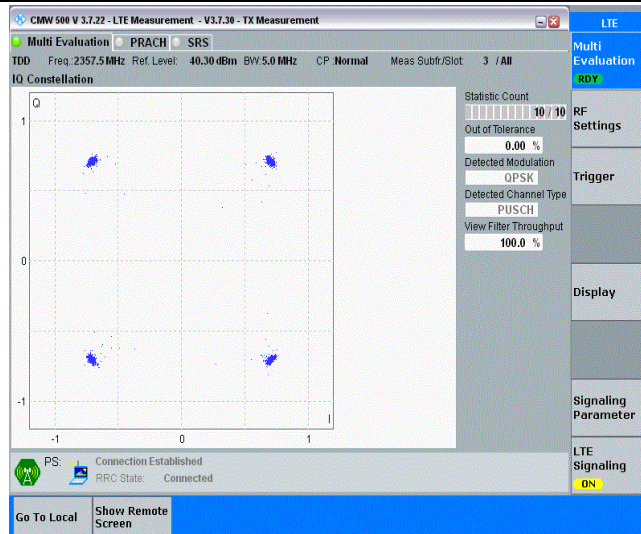 CMW 500 V 3.7.22 - LTE Measurement - V3.7.30 - TX Measurement
LTE
Multi Evaluation PRACH SRS
Multi
Evaluation
RDY
TDD Freg.:2357.5 MHz Ref. Level: 40.30 dBm BW:5.0 MHz CP :Normal Meas Subfr/Slot 3 / All
IQ Constellation
Q
1
0
-1
-1
0
1
I
Statistic Count
10 / 10
Out of Tolerance
0.00 %
Detected Modulation
QPSK
Detected Channel Type
PUSCH
View Filter Throughput
100.0 %
RF
Settings
Trigger
Display
Signaling
Parameter
LTE
Signaling
ON
PS:
Connection Established
RRC State: Connected
Go To Local
Show Remote
Screen